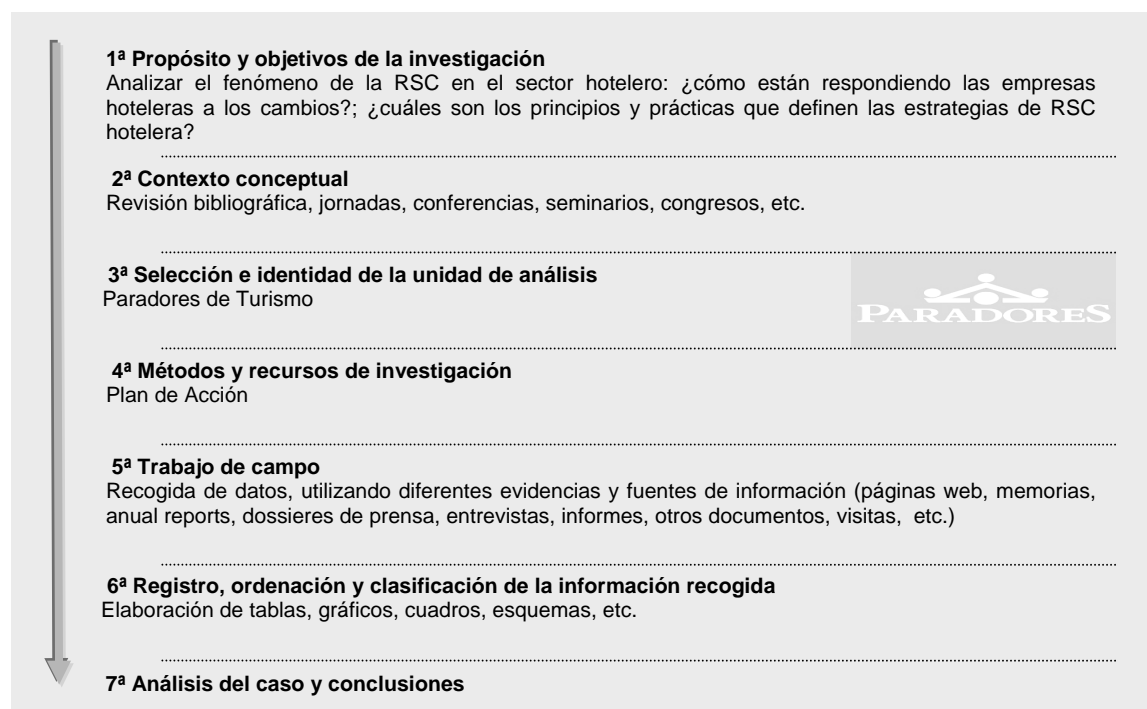 1ª Propósito y objetivos de la investigación
Analizar el fenómeno de la RSC en el sector hotelero: ¿cómo están respondiendo las empresas
hoteleras a los cambios?; ¿cuáles son los principios y prácticas que definen las estrategias de RSC
hotelera?
2ª Contexto conceptual
Revisión bibliográfica, jornadas, conferencias, seminarios, congresos, etc.
3ª Selección e identidad de la unidad de análisis
Paradores de Turismo
PARADORES
4ª Métodos y recursos de investigación
Plan de Acción
5ª Trabajo de campo
Recogida de datos, utilizando diferentes evidencias y fuentes de información (páginas web, memorias,
anual reports, dossieres de prensa, entrevistas, informes, otros documentos, visitas, etc.)
6ª Registro, ordenación y clasificación de la información recogida
Elaboración de tablas, gráficos, cuadros, esquemas, etc.
7ª Análisis del caso y conclusiones